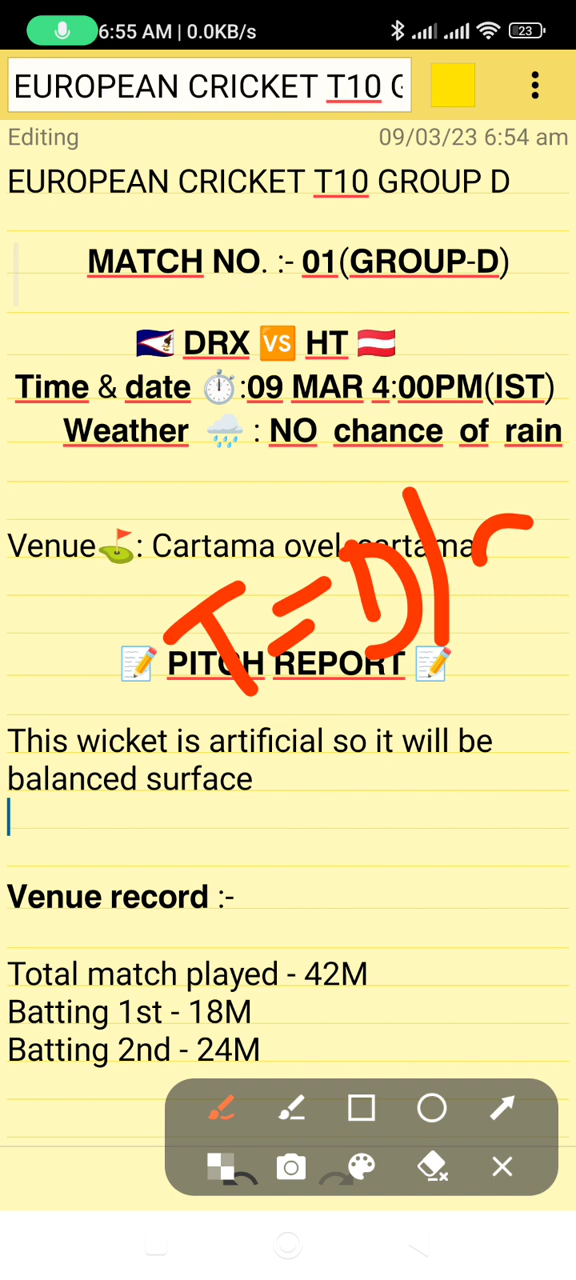 6:55 AM | 0.0KB/s 23
EUROPEAN CRICKET T10 G
Editing 09/03/23 6:54 am
EUROPEAN CRICKET T10 GROUP D
MATCH NO. :- 01(GROUP-D)
🇦🇸 DRX 🆚 HT 🇦🇹
Time & date ⏱️:09 MAR 4:00PM(IST)
Weather 🌧️ : NO chance of rain
Venue⛳: Cartama ovel, cartama
T=D/r
📝 PITCH REPORT 📝
This wicket is artificial so it will be
balanced surface
Venue record :-
Total match played - 42M
Batting 1st - 18M
Batting 2nd - 24M